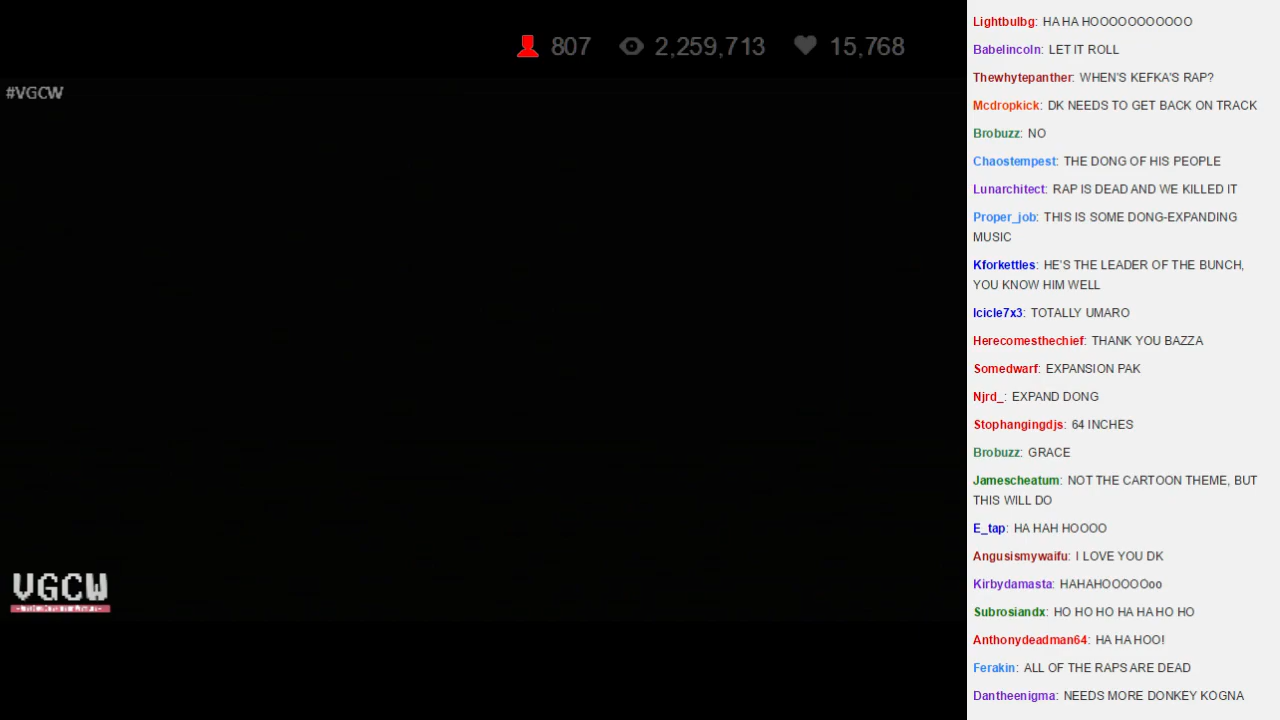 807 2,259,713 15,768
#VGCW
VGCW
Lightbulbg: HA HA HOOOOOOOOOOO
Babelincoln: LET IT ROLL
Thewhytepanther: WHEN'S KEFKA'S RAP?
Mcdropkick: DK NEEDS TO GET BACK ON TRACK
Brobuzz: NO
Chaostempest: THE DONG OF HIS PEOPLE
Lunarchitect: RAP IS DEAD AND WE KILLED IT
Proper_job: THIS IS SOME DONG-EXPANDING
MUSIC
Kforkettles: HE'S THE LEADER OF THE BUNCH,
YOU KNOW HIM WELL
Icicle7x3: TOTALLY UMARO
Herecomesthechief: THANK YOU BAZZA
Somedwarf: EXPANSION PAK
Njrd_: EXPAND DONG
Stophangingdjs: 64 INCHES
Brobuzz: GRACE
Jamescheatum: NOT THE CARTOON THEME, BUT
THIS WILL DO
E_tap: HA HAH HOOOO
Angusismywaifu: I LOVE YOU DK
Kirbydamasta: HAHAHOOOOOoo
Subrosiandx: HO HO HO HA HA HO HO
Anthonydeadman64: HA HA HOO!
Ferakin: ALL OF THE RAPS ARE DEAD
Dantheenigma: NEEDS MORE DONKEY KOGNA